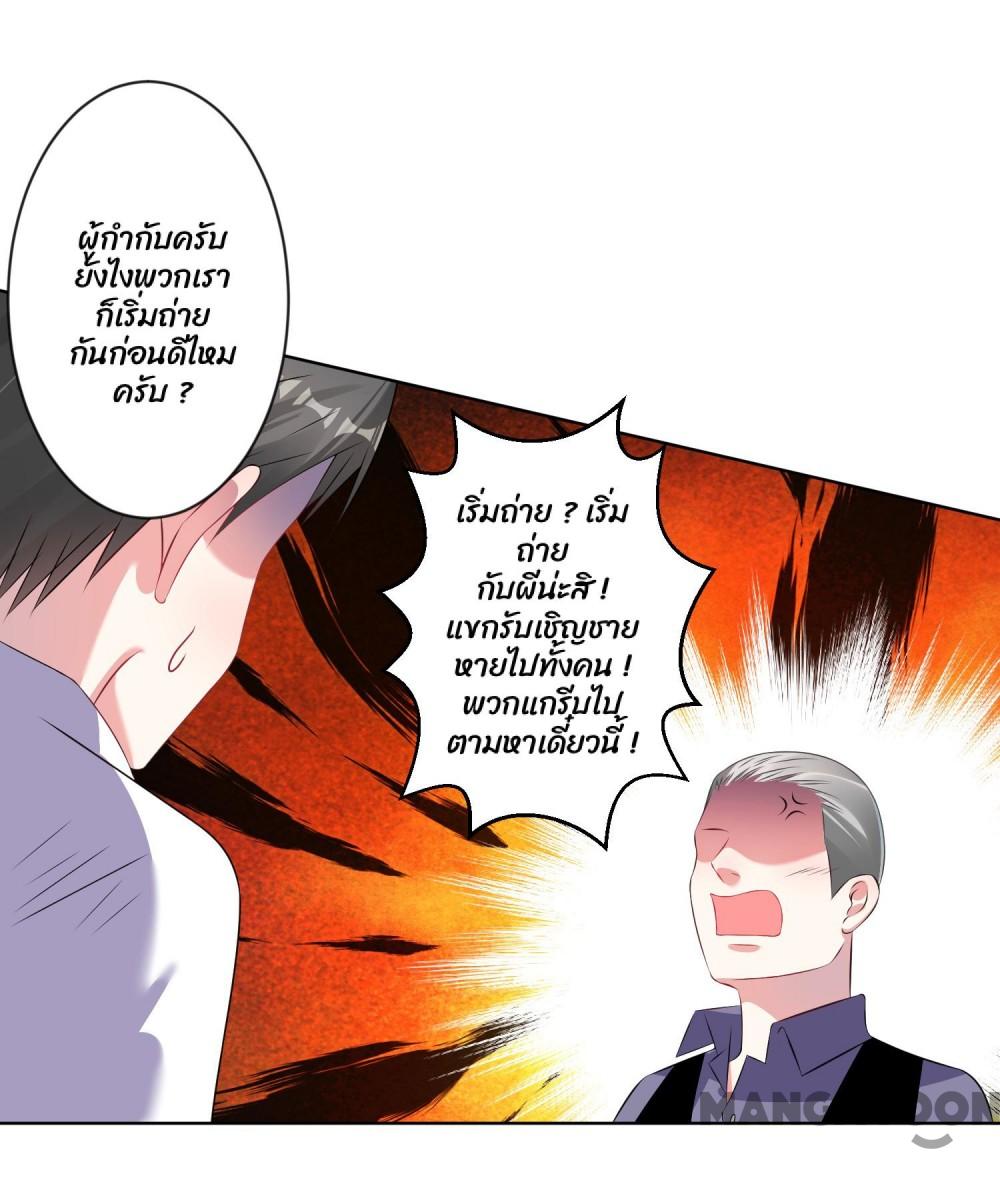 ผู้กำกับครับ
ยังไงพวกเรา
ก็เริ่มถ่าย
กันก่อนดีไหม
ครับ ?
เริ่มถ่าย ? เริ่ม
ถ่าย
กับผีน่ะสิ !
แขกรับเชิญชาย
หายไปทั้งคน !
พวกแกรีบไป
ตามหาเดี๋ยวนี้ !